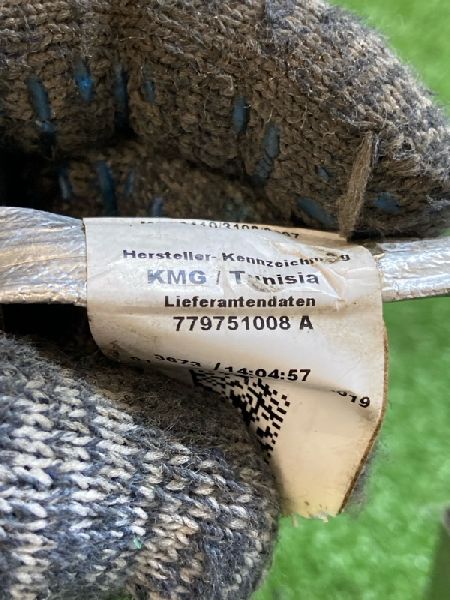 Hersteller-Kennzeichnung
KMG / Tunisia
Lieferantendaten
779751008 A
/ 14:04:57